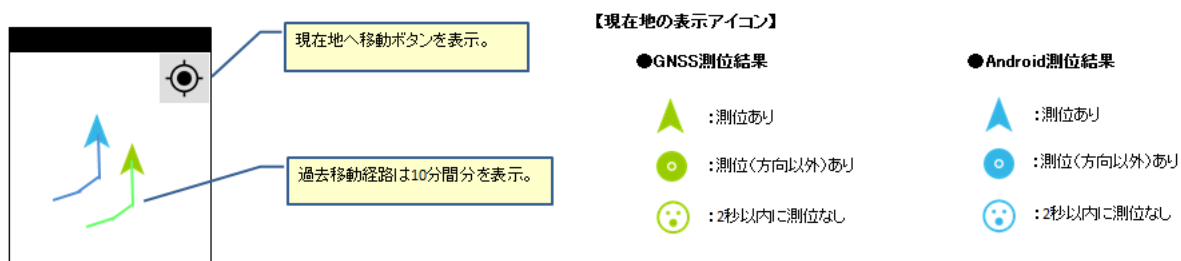 現在地へ移動ボタンを表示。
過去移動経路は10分間分を表示。
【現在地の表示アイコン】
●GNSS測位結果
:測位あり
:測位(方向以外)あり
:2秒以内に測位なし
●Android測位結果
:測位あり
:測位(方向以外)あり
:2秒以内に測位なし